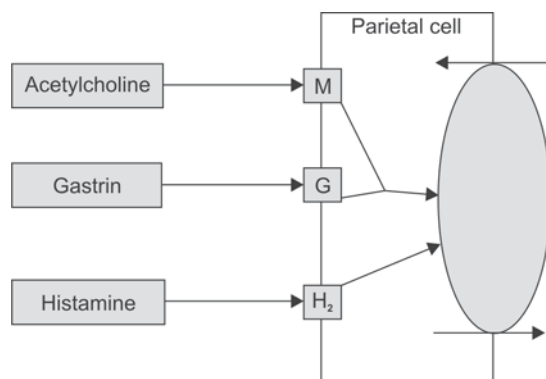 Parietal cell
Acetylcholine
M
Gastrin
G
Histamine
H₂